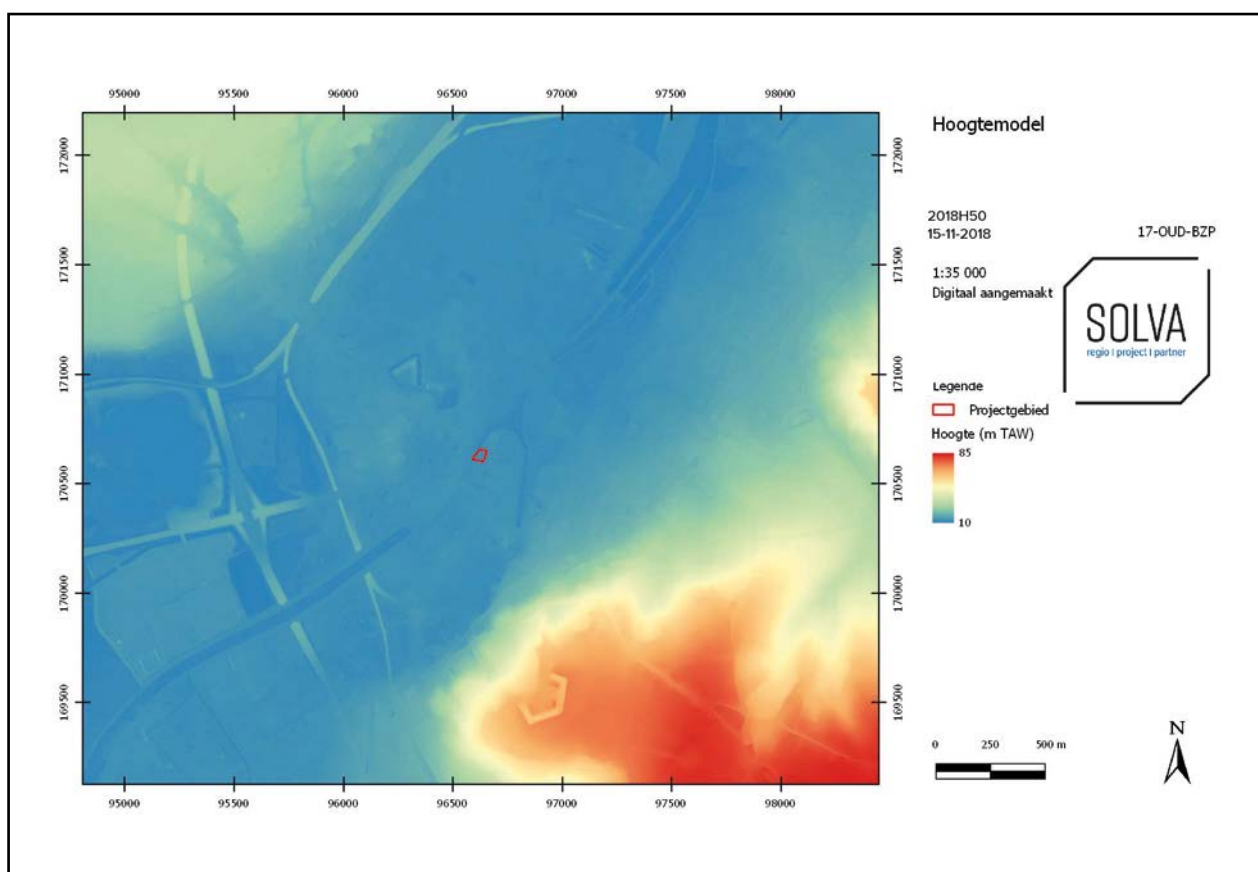 95000 95500 96000 96500 97000 97500 98000
172000 171500 171000 170500 170000 169500
172000 171500 171000 170500 170000 169500
95000 95500 96000 96500 97000 97500 98000
Hoogtemodel
2018H50
15-11-2018
17-OUD-BZP
1:35 000
Digitaal aangemaakt
SOLVA
regio | project | partner
Legende
Projectgebied
Hoogte (m TAW)
85
10
0 250 500 m
N